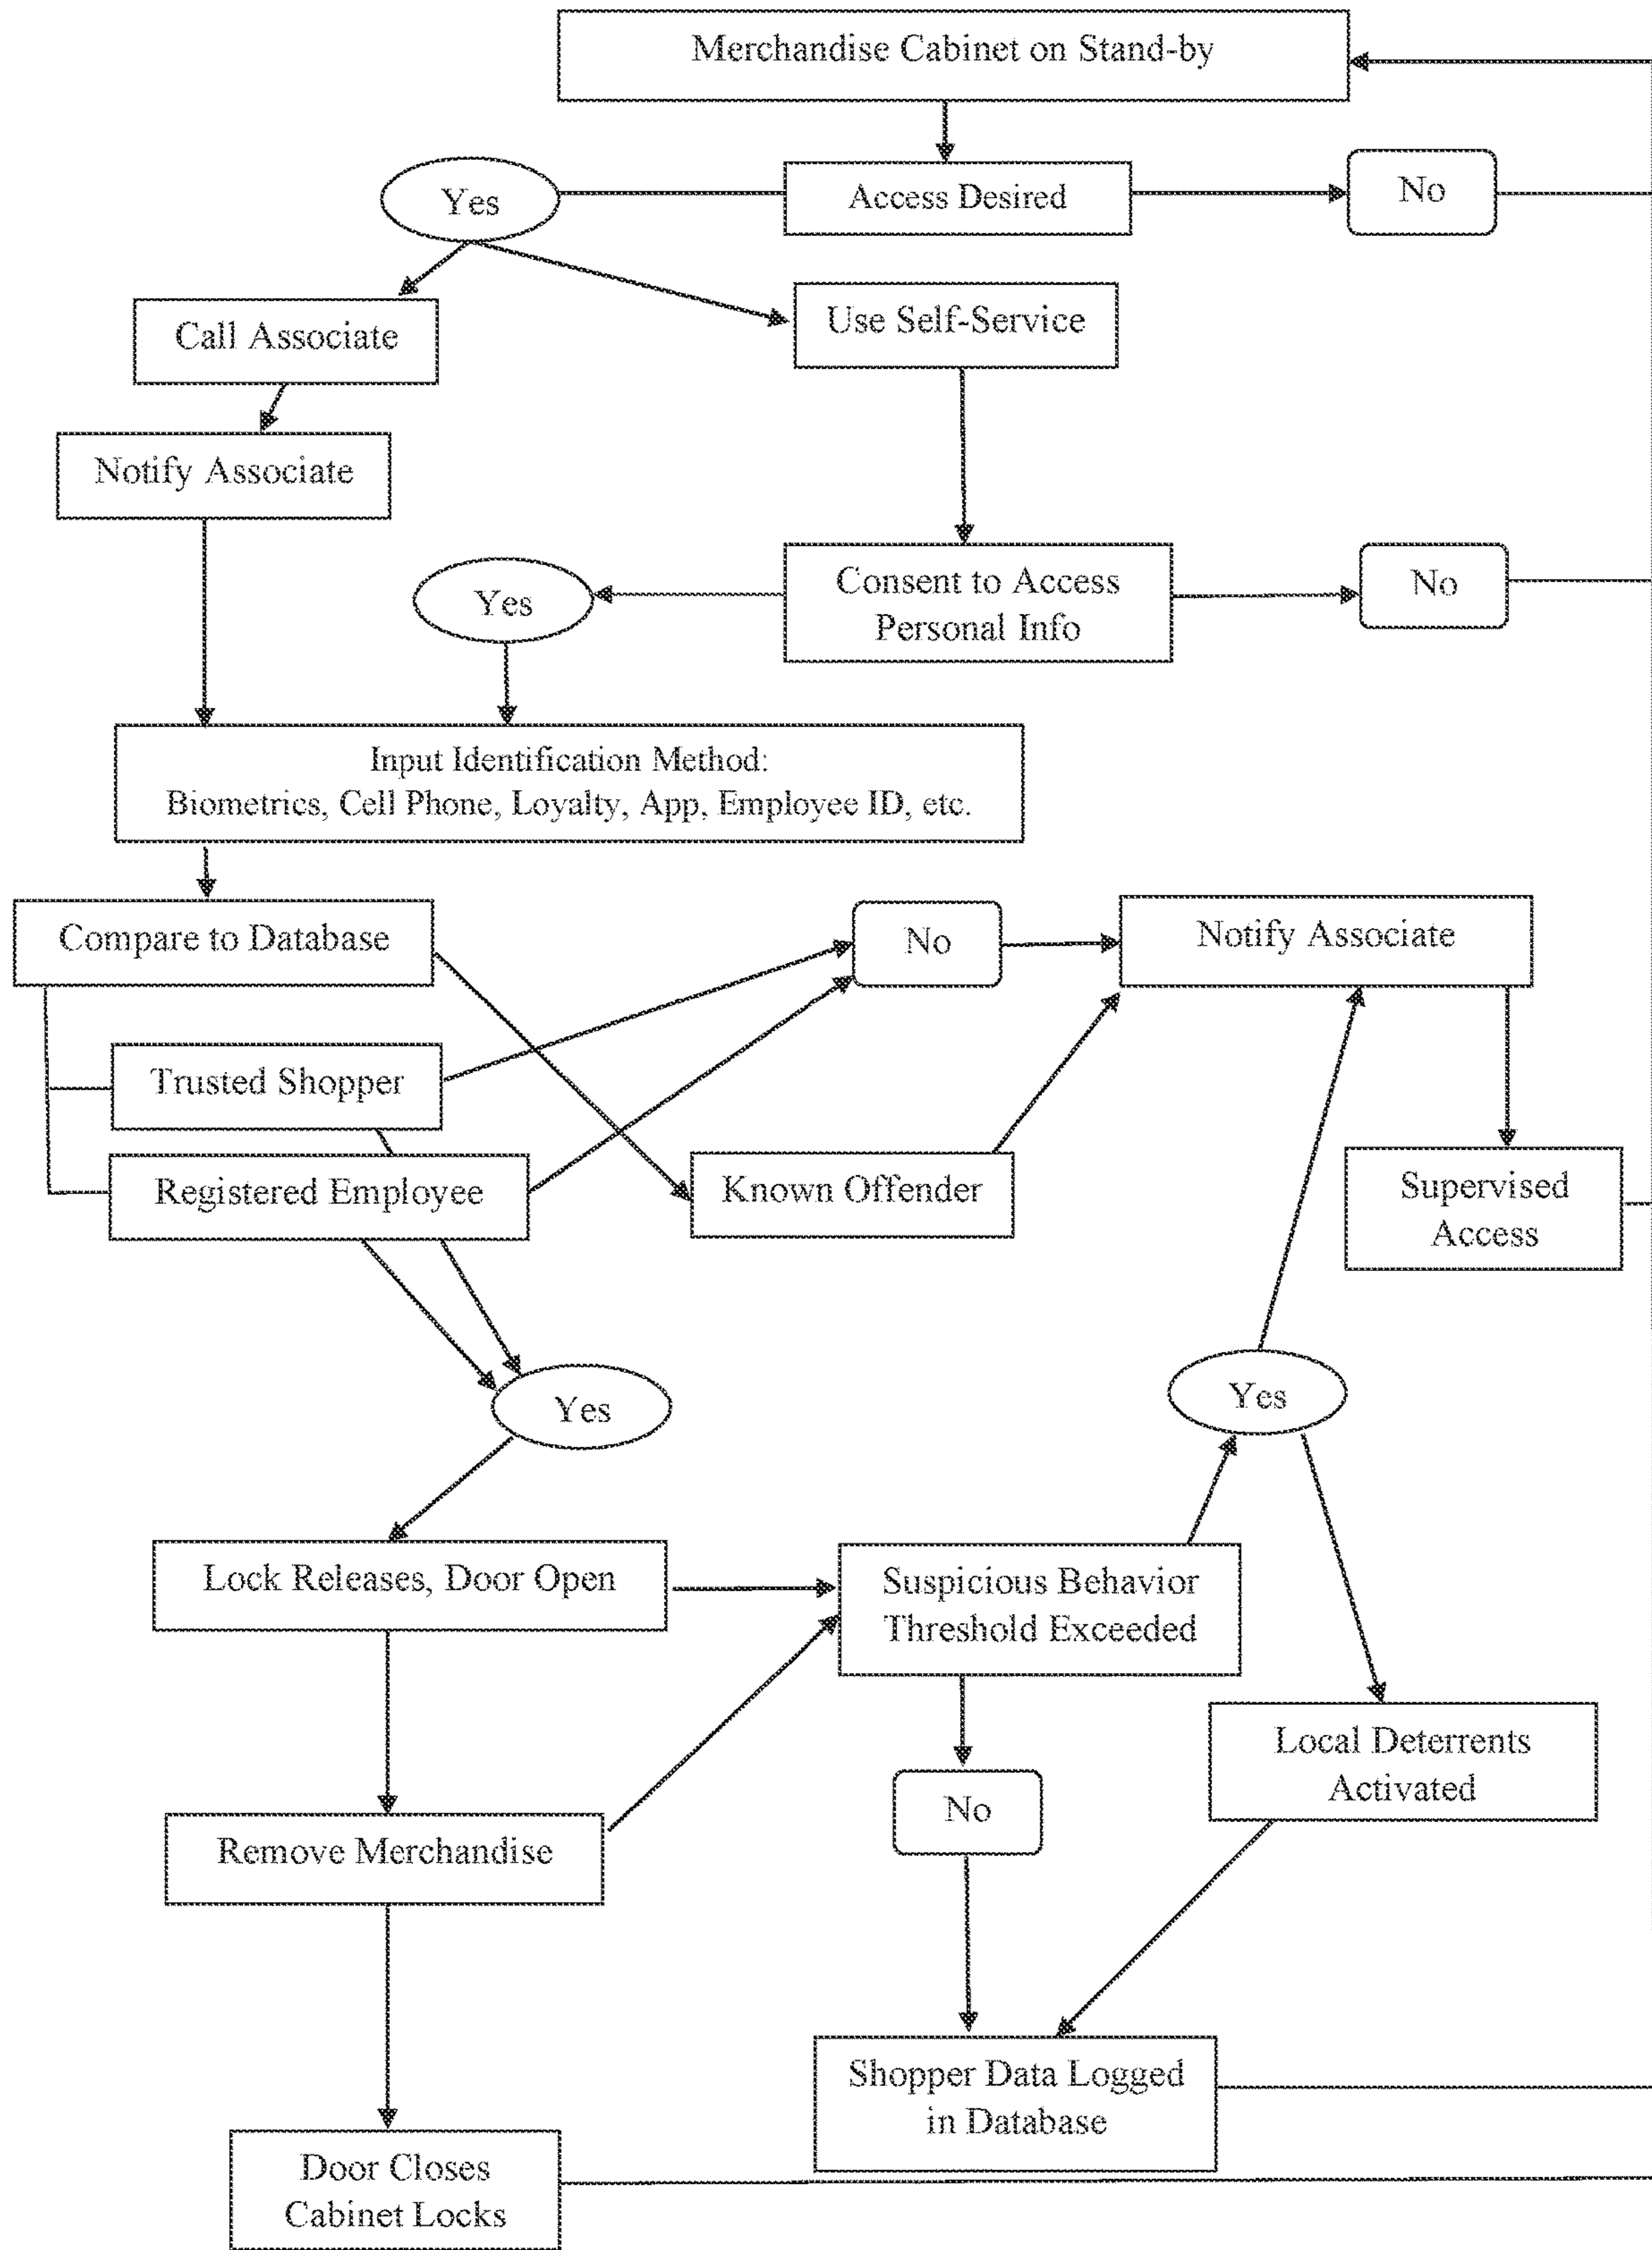 Merchandise Cabinet on Stand-by
Yes
Access Desired
No
Call Associate
Use Self-Service
Notify Associate
Yes
Consent to Access
Personal Info
No
Input Identification Method:
Biometrics, Cell Phone, Loyalty, App, Employee ID, etc.
Compare to Database
No
Notify Associate
Trusted Shopper
Registered Employee
Known Offender
Supervised
Access
Yes
Yes
Lock Releases, Door Open
Suspicious Behavior
Threshold Exceeded
Local Deterrents
Activated
Remove Merchandise
No
Shopper Data Logged
in Database
Door Closes
Cabinet Locks